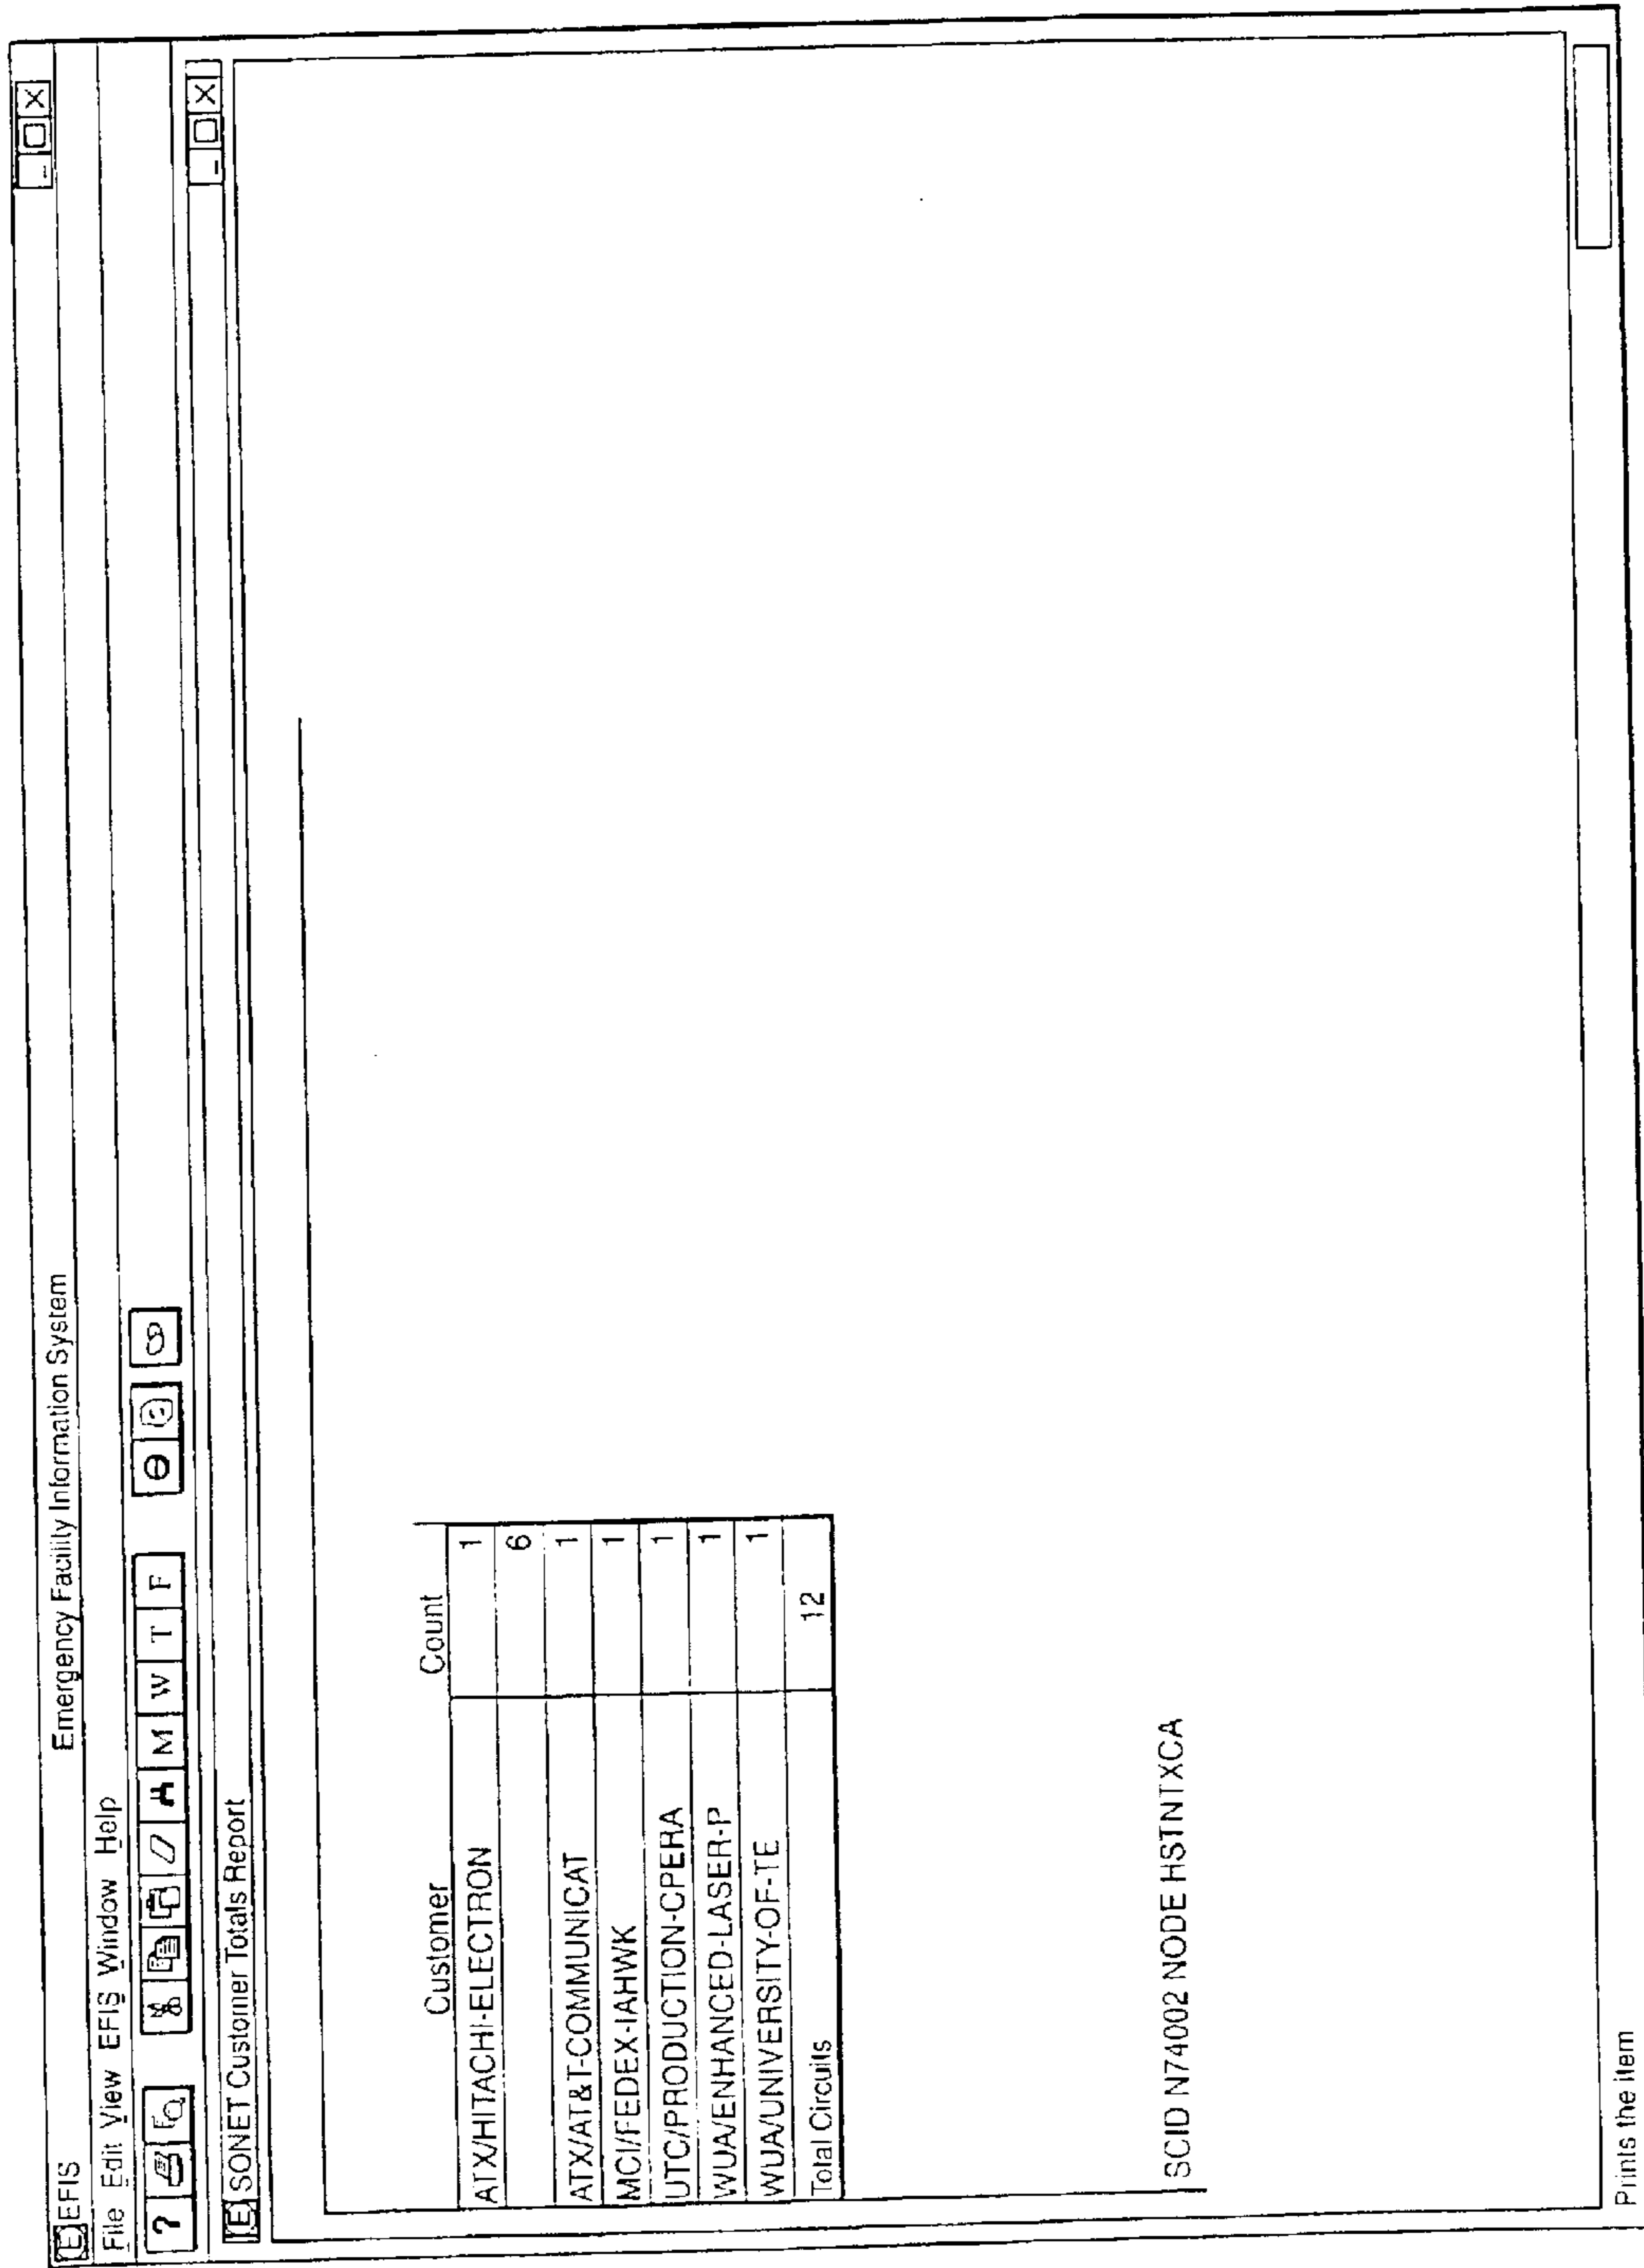 EFIS Emergency Facility Information System
File Edit View EFIS Window Help
? M W T F
SONET Customer Totals Report
Customer Count
ATX/HITACHI-ELECTRON 1
6
ATX/AT&T-COMMUNICAT 1
MCI/FEDEX-IAHWK 1
UTC/PRODUCTION-CPERA 1
WUA/ENHANCED-LASER-P 1
WUA/UNIVERSITY-OF-TE 1
Total Circuits 12
SCID N74002 NODE HSTNTXCA
Prints the item